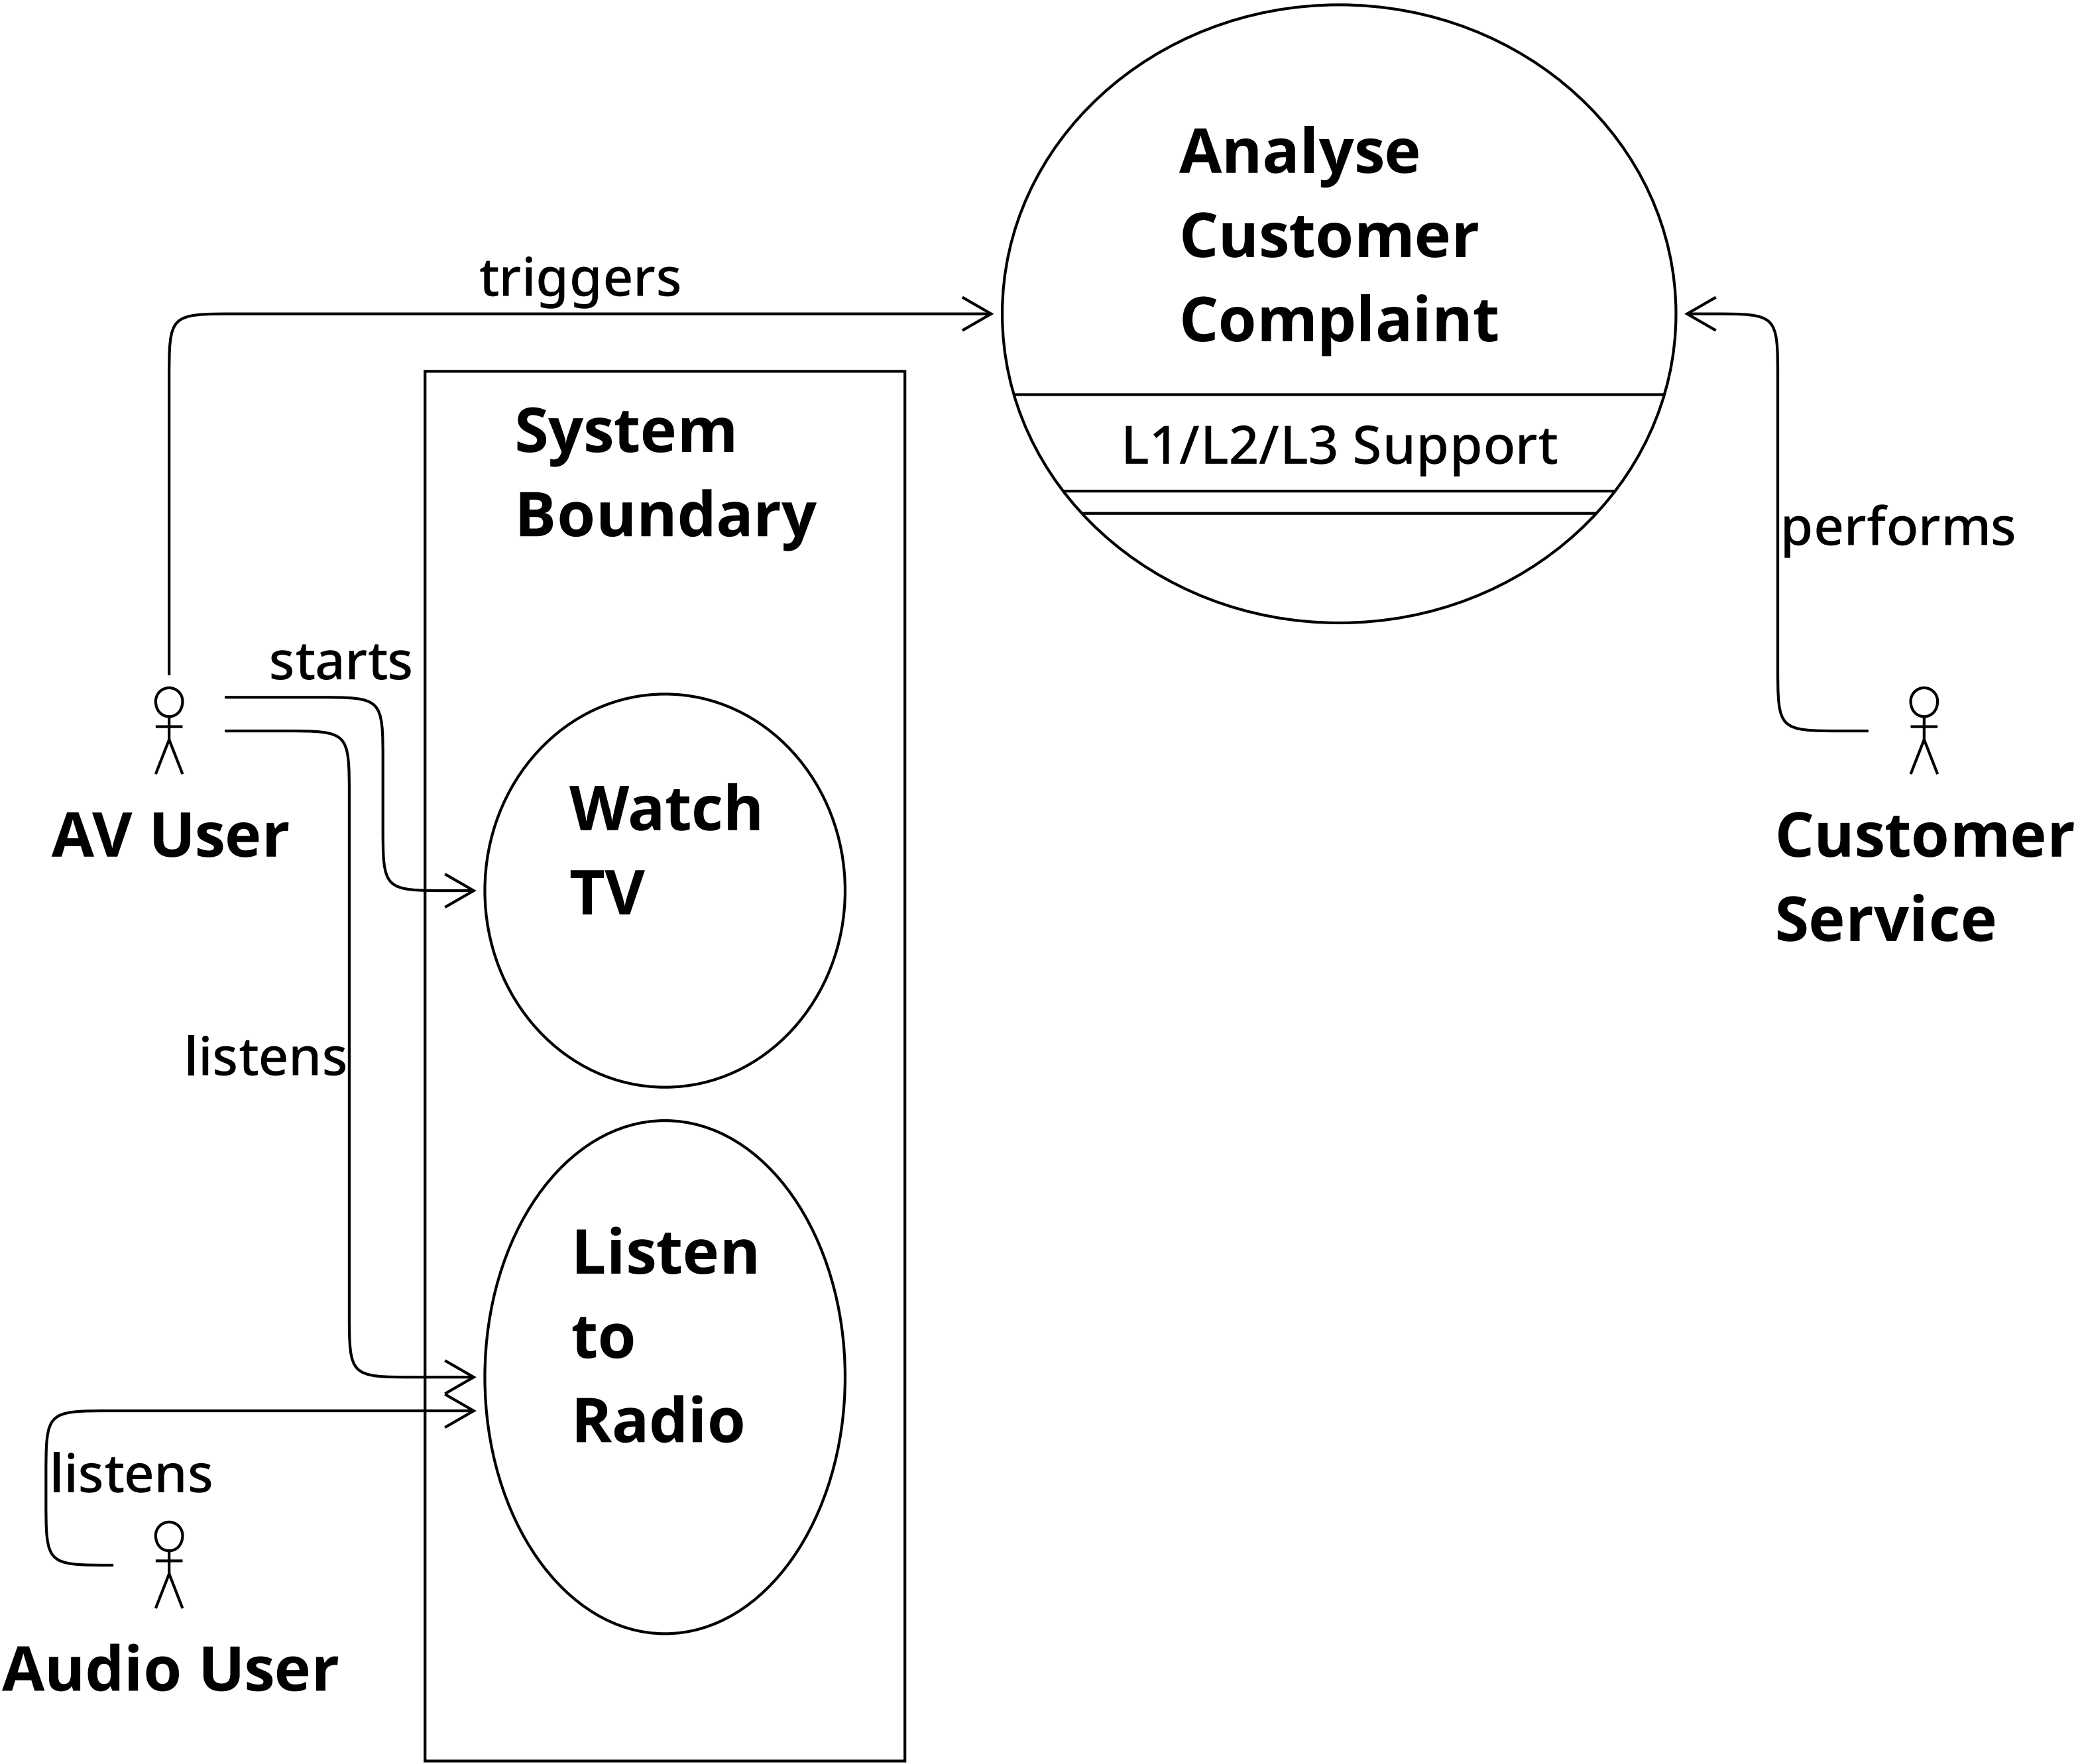 Analyse
Customer
Complaint
L1/L2/L3 Support
triggers
System
Boundary
performs
starts
AV User
Watch
TV
Customer
Service
listens
Listen
to
Radio
listens
Audio User